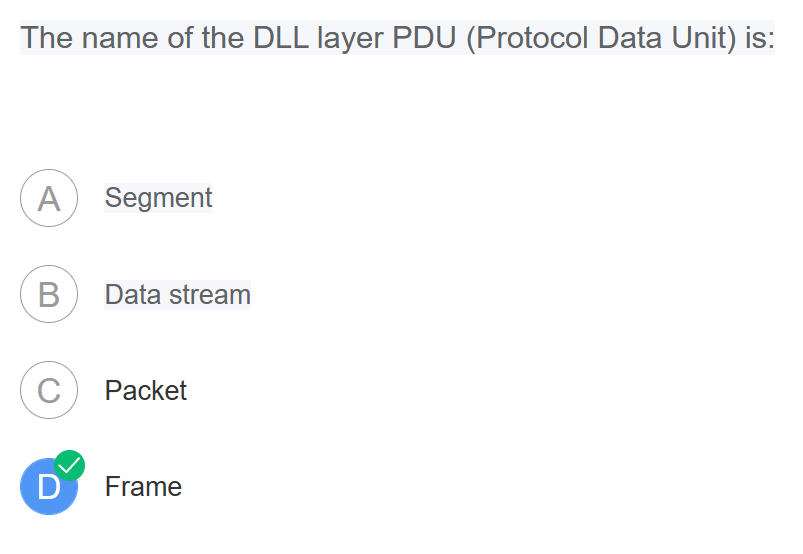 The name of the DLL layer PDU (Protocol Data Unit) is:
A Segment
B Data stream
C Packet
D Frame